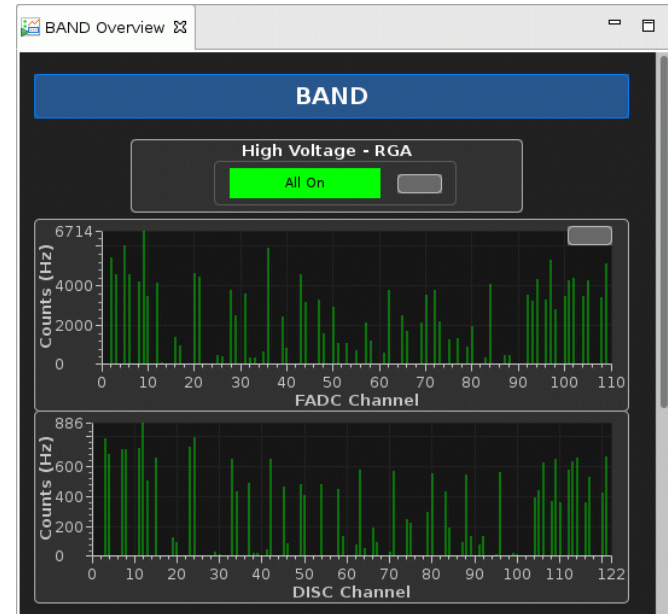 BAND Overview
BAND
High Voltage - RGA
All On
6714
4000
2000
0
Counts (Hz)
0 10 20 30 40 50 60 70 80 90 100 110
FADC Channel
886
600
400
200
0
Counts (Hz)
0 10 20 30 40 50 60 70 80 90 100 110 122
DISC Channel